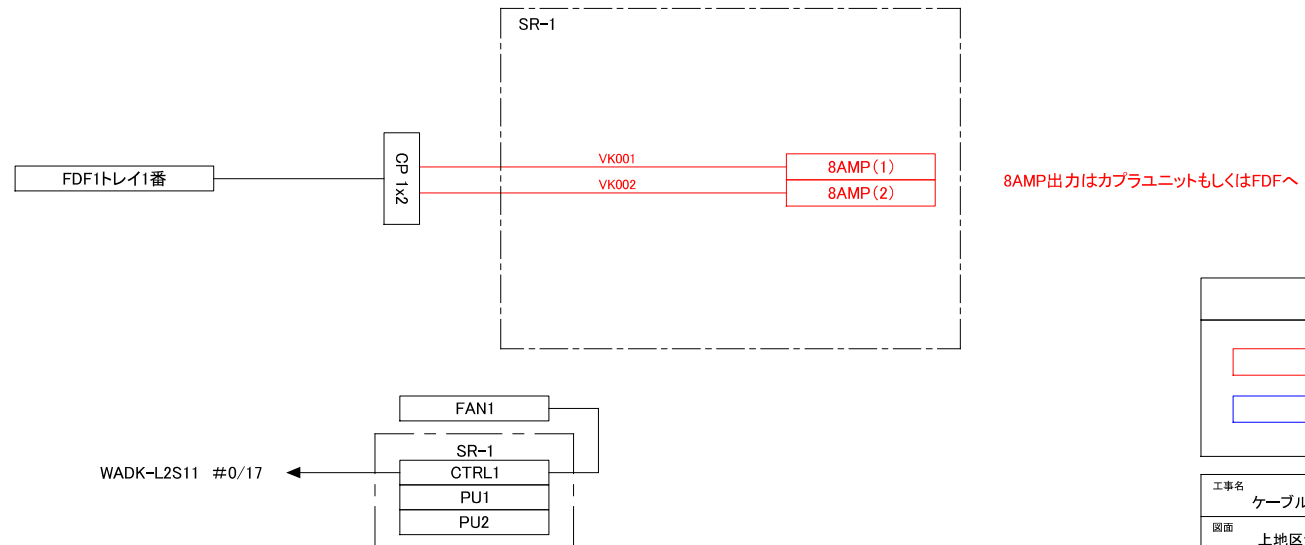 SR-1
FDF1トレイ1番
CP 1x2
VK001
VK002
8AMP(1)
8AMP(2)
8AMP出力はカプラユニットもしくはFDFへ
FAN1
SR-1
WADK-L2S11 #0/17
CTRL1
PU1
PU2
工事名
ケーブル
図面
上地区